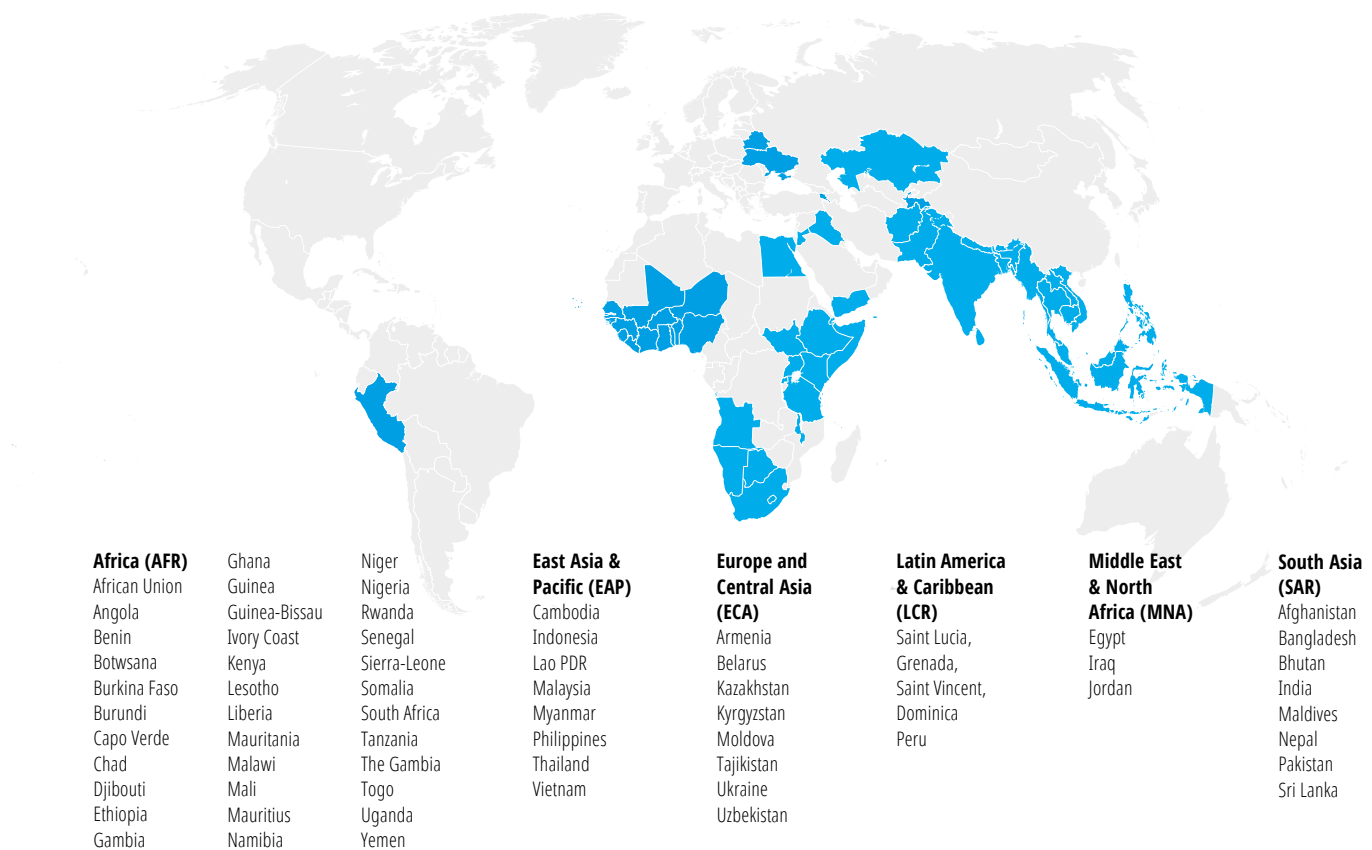 Africa (AFR)
African Union
Angola
Benin
Botwsana
Burkina Faso
Burundi
Capo Verde
Chad
Djibouti
Ethiopia
Gambia
Ghana
Guinea
Guinea-Bissau
Ivory Coast
Kenya
Lesotho
Liberia
Mauritania
Malawi
Mali
Mauritius
Namibia
Niger
Nigeria
Rwanda
Senegal
Sierra-Leone
Somalia
South Africa
Tanzania
The Gambia
Togo
Uganda
Yemen
East Asia &
Pacific (EAP)
Cambodia
Indonesia
Lao PDR
Malaysia
Myanmar
Philippines
Thailand
Vietnam
Europe and
Central Asia
(ECA)
Armenia
Belarus
Kazakhstan
Kyrgyzstan
Moldova
Tajikistan
Ukraine
Uzbekistan
Latin America
& Caribbean
(LCR)
Saint Lucia,
Grenada,
Saint Vincent,
Dominica
Peru
Middle East
& North
Africa (MNA)
Egypt
Iraq
Jordan
South Asia
(SAR)
Afghanistan
Bangladesh
Bhutan
India
Maldives
Nepal
Pakistan
Sri Lanka